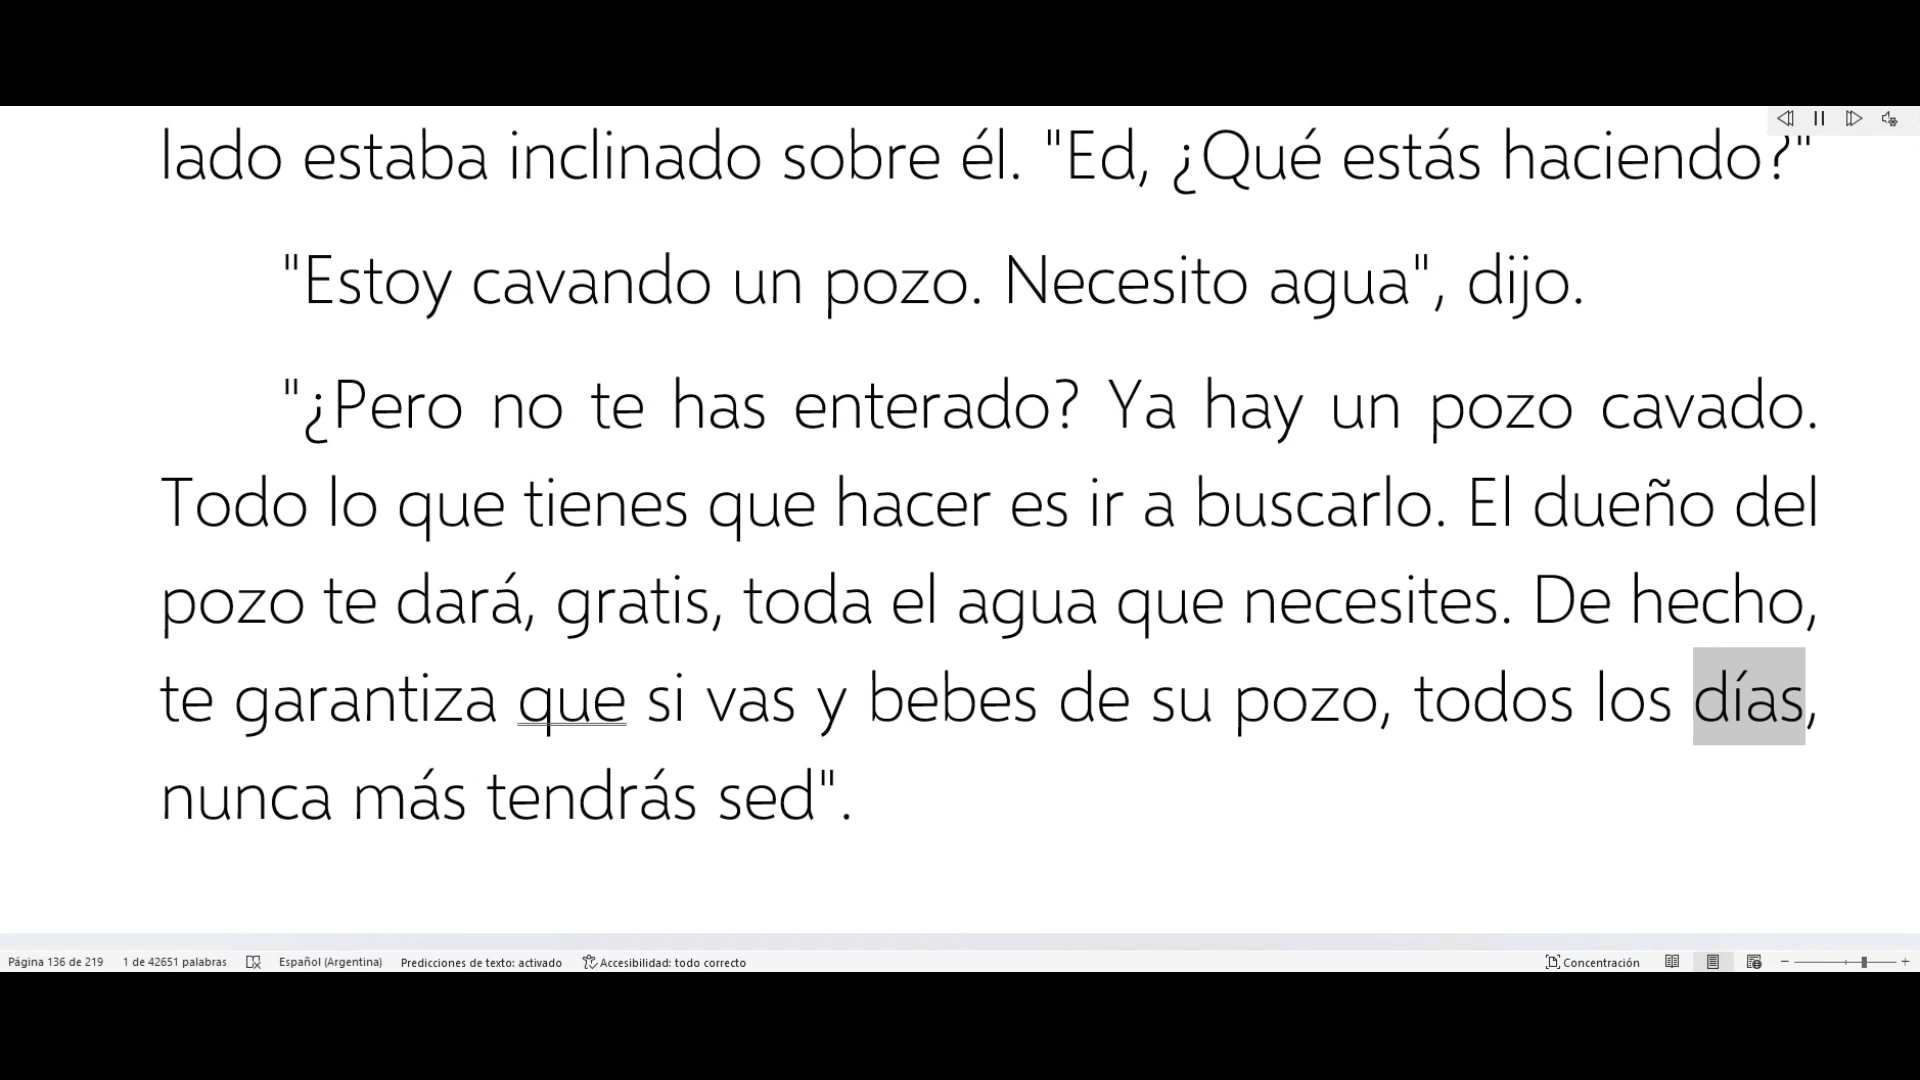 lado estaba inclinado sobre él. "Ed, ¿Qué estás haciendo?"
"Estoy cavando un pozo. Necesito agua", dijo.
"¿Pero no te has enterado? Ya hay un pozo cavado.
Todo lo que tienes que hacer es ir a buscarlo. El dueño del
pozo te dará, gratis, toda el agua que necesites. De hecho,
te garantiza que si vas y bebes de su pozo, todos los días,
nunca más tendrás sed".
Página 136 de 219 1 de 42651 palabras Español (Argentina) Predicciones de texto: activado Accesibilidad: todo correcto Concentración